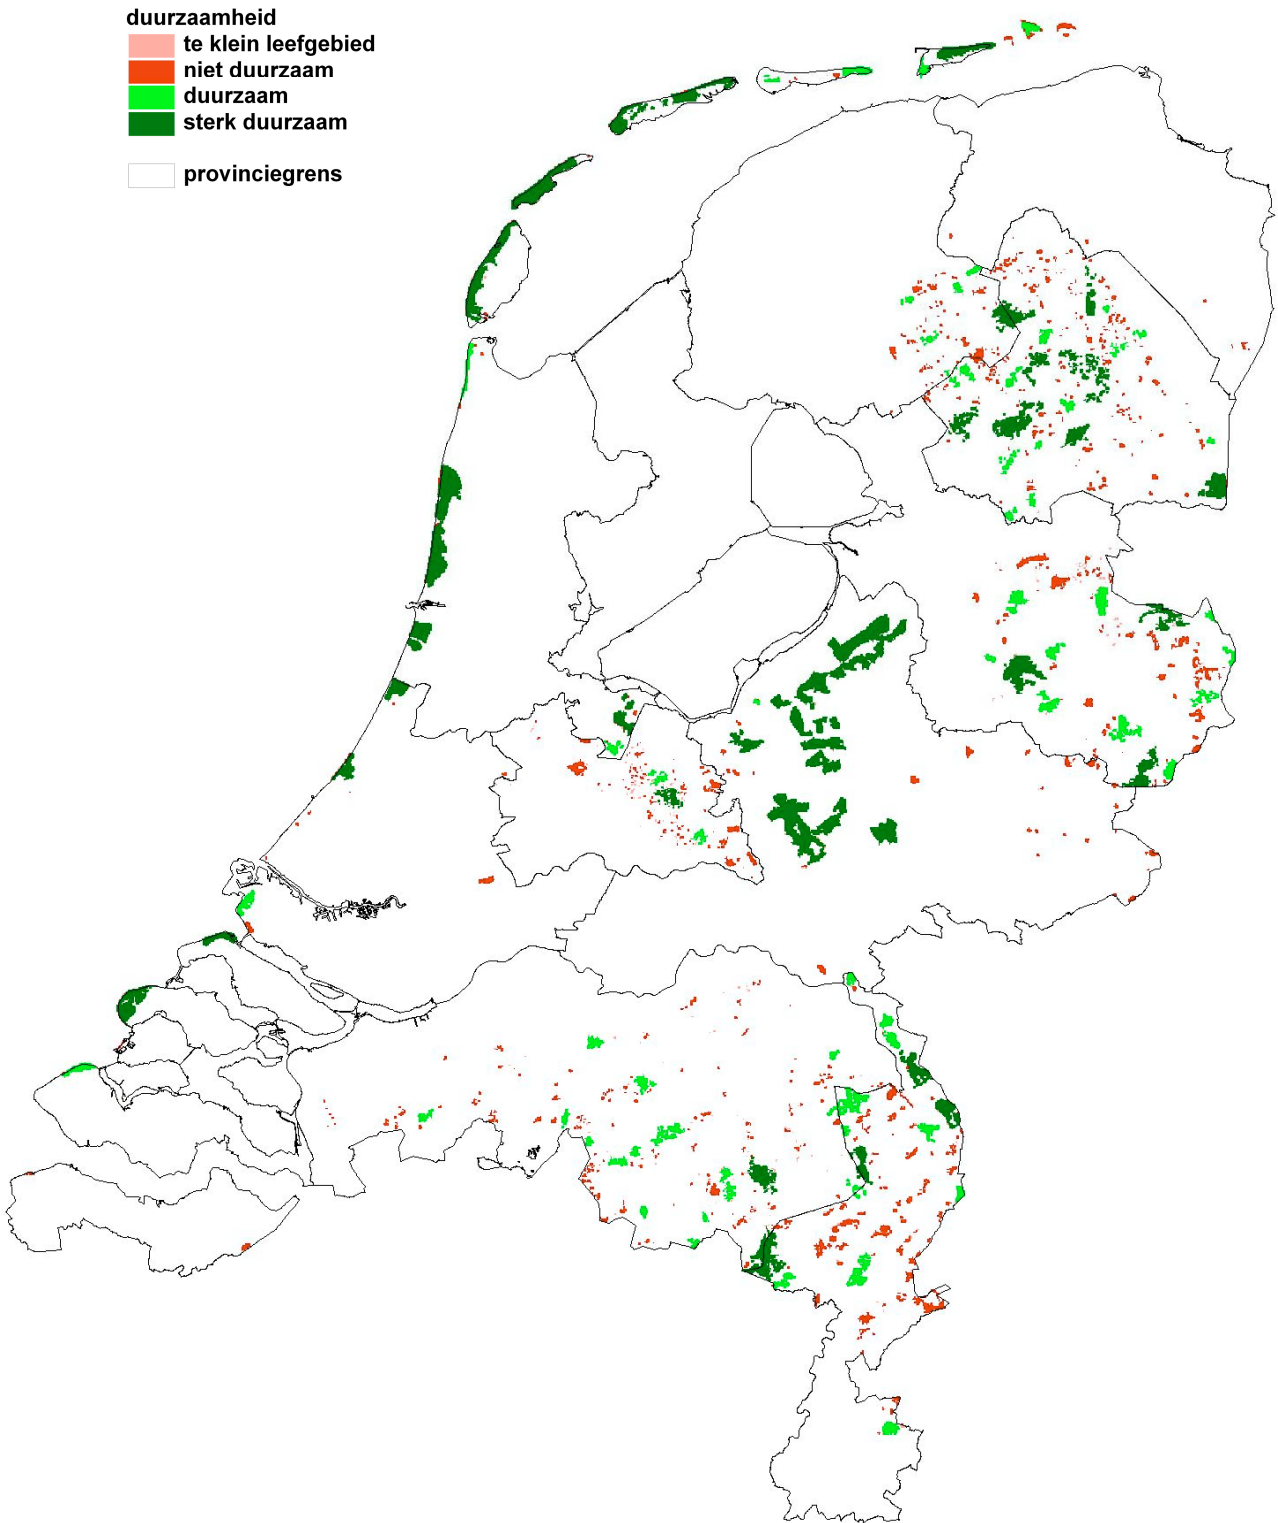 duurzaamheid
te klein leefgebied
niet duurzaam
duurzaam
sterk duurzaam
provinciegrens